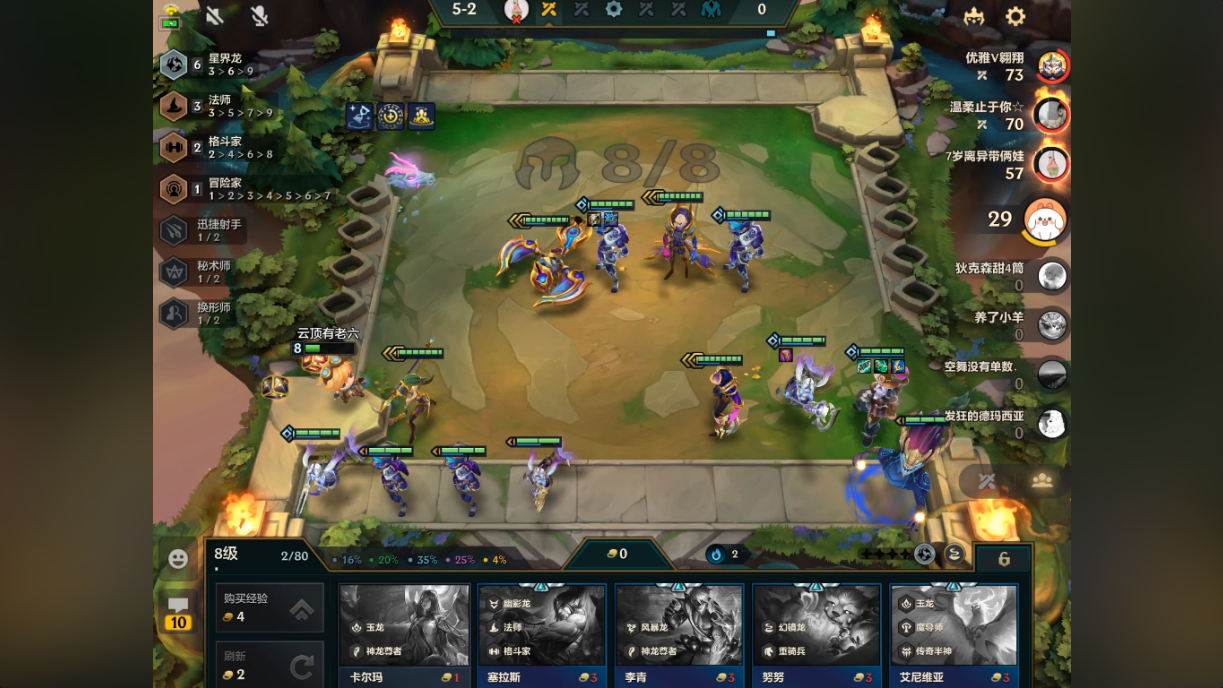 5-2
0
6 星界龙
3 > 6 > 9
3 法师
3 > 5 > 7 > 9
2 格斗家
2 > 4 > 6 > 8
1 冒险家
1 > 2 > 3 > 4 > 5 > 6 > 7
迅捷射手
1 / 2
秘术师
1 / 2
换形师
1 / 2
8/8
优雅V翱翔
73
温柔止于你☆
70
7岁离异带俩娃
57
29
狄克森甜4筒
0
养了小羊
0
空舞没有单数.
0
发狂的德玛西亚
0
云顶有老六
8
8级
2/80
16% 20% 35% 25% 4%
0
2
10
购买经验
4
刷新
2
玉龙
神龙尊者
卡尔玛 1
幽影龙
法师
格斗家
塞拉斯 3
风暴龙
神龙尊者
李青 3
幻镜龙
重骑兵
努努 3
玉龙
魔导师
传奇半神
艾尼维亚 3